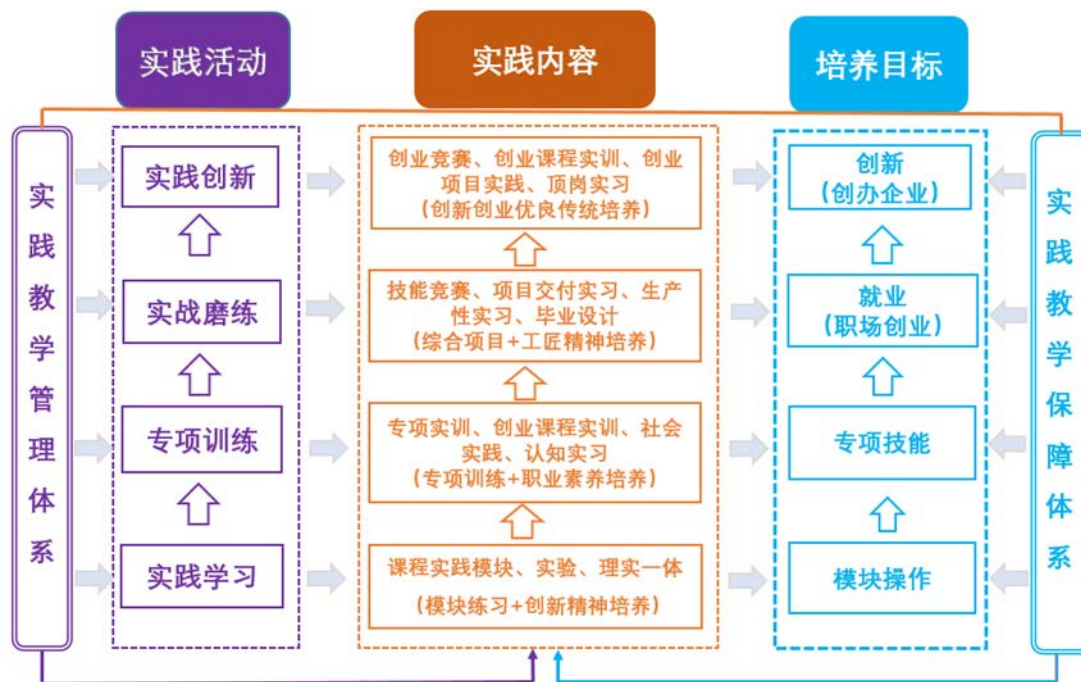 实践活动
实践内容
培养目标
实践教学管理体系
实践创新
创业竞赛、创业课程实训、创业
项目实践、顶岗实习
(创新创业优良传统培养)
创新
(创办企业)
实战磨练
技能竞赛、项目交付实习、生产
性实习、毕业设计
(综合项目+工匠精神培养)
就业
(职场创业)
专项训练
专项实训、创业课程实训、社会
实践、认知实习
(专项训练+职业素养培养)
专项技能
实践学习
课程实践模块、实验、理实一体
(模块练习+创新精神培养)
模块操作
实践教学保障体系